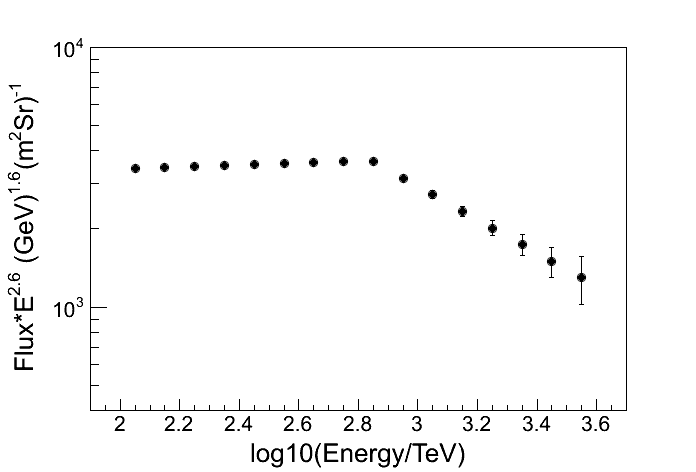 10^4
10^3
Flux*E^2.6 (GeV)^1.6(m^2Sr)^-1
2 2.2 2.4 2.6 2.8 3 3.2 3.4 3.6
log10(Energy/TeV)